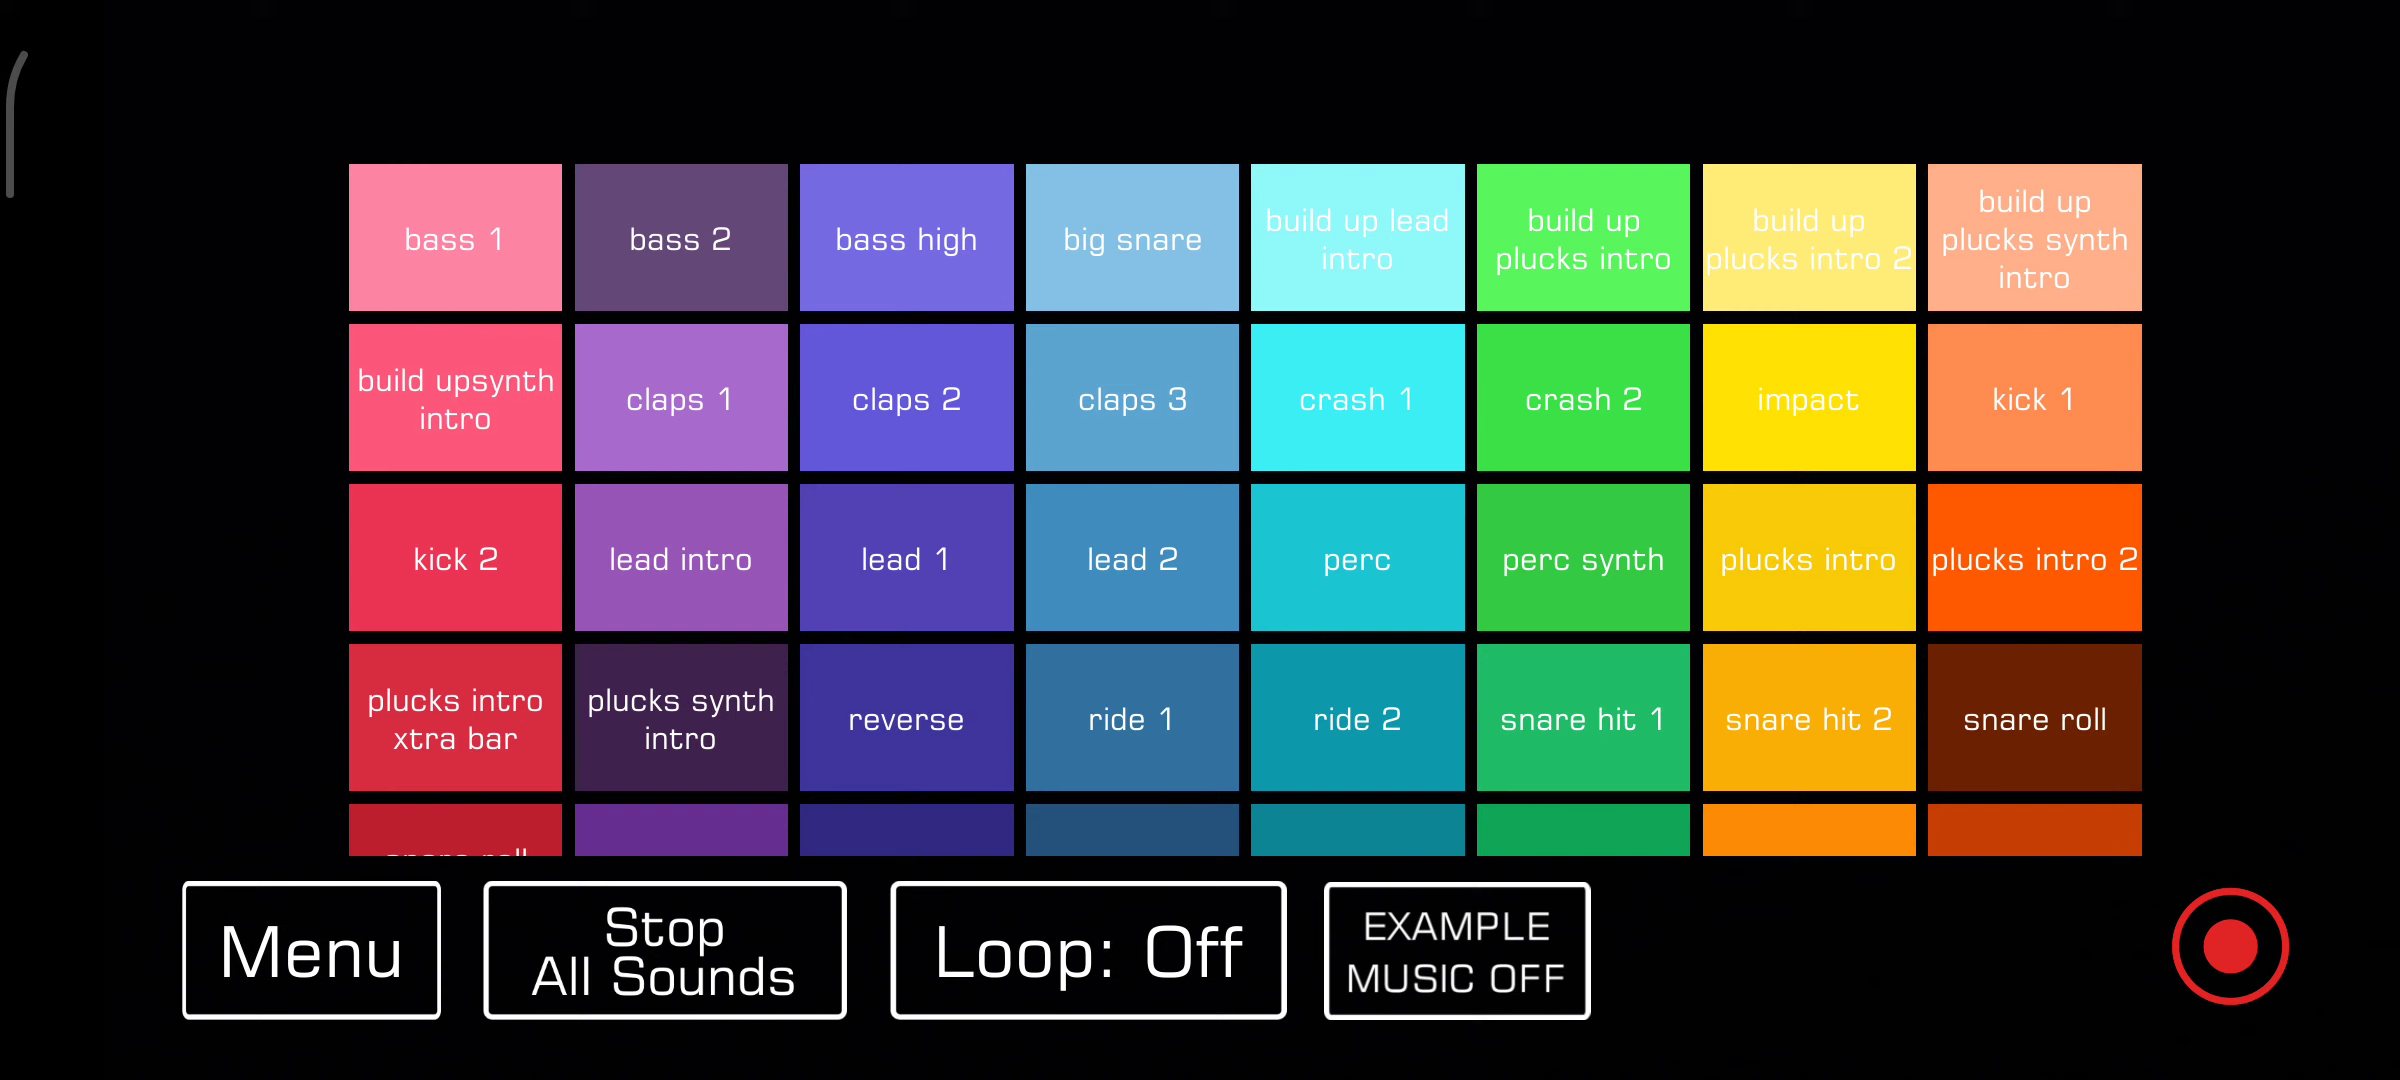 bass 1
bass 2
bass high
big snare
build up lead
intro
build up
plucks intro
build up
plucks intro 2
build up
plucks synth
intro
build upsynth
intro
claps 1
claps 2
claps 3
crash 1
crash 2
impact
kick 1
kick 2
lead intro
lead 1
lead 2
perc
perc synth
plucks intro
plucks intro 2
plucks intro
xtra bar
plucks synth
intro
reverse
ride 1
ride 2
snare hit 1
snare hit 2
snare roll
Menu
Stop
All Sounds
Loop: Off
EXAMPLE
MUSIC OFF